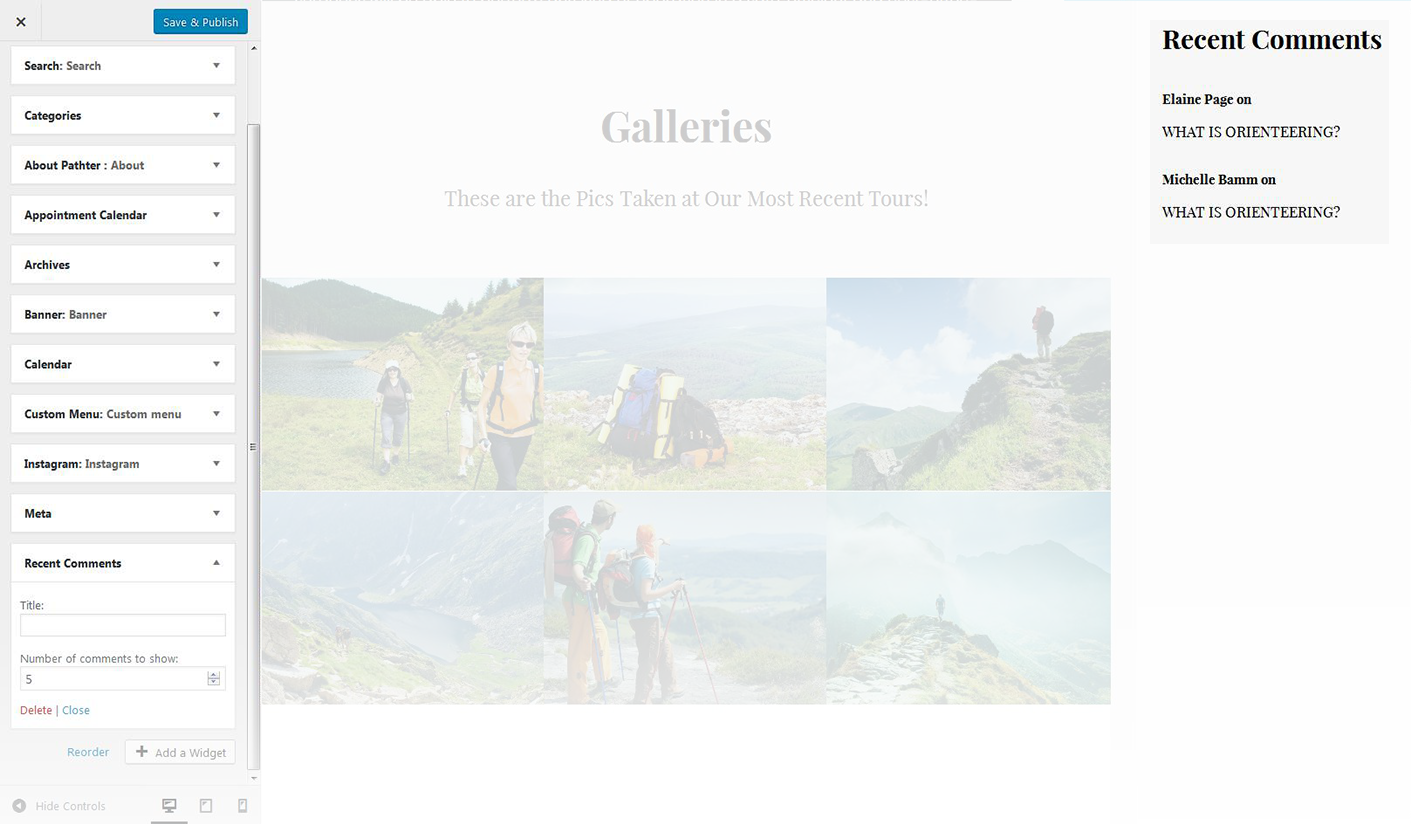 Save & Publish
Search: Search
Categories
About Pathter : About
Appointment Calendar
Archives
Banner: Banner
Calendar
Custom Menu: Custom menu
Instagram: Instagram
Meta
Recent Comments
Title:
Number of comments to show:
5
Delete | Close
Reorder
Add a Widget
Hide Controls
Galleries
These are the Pics Taken at Our Most Recent Tours!
Recent Comments
Elaine Page on
WHAT IS ORIENTEERING?
Michelle Bamm on
WHAT IS ORIENTEERING?